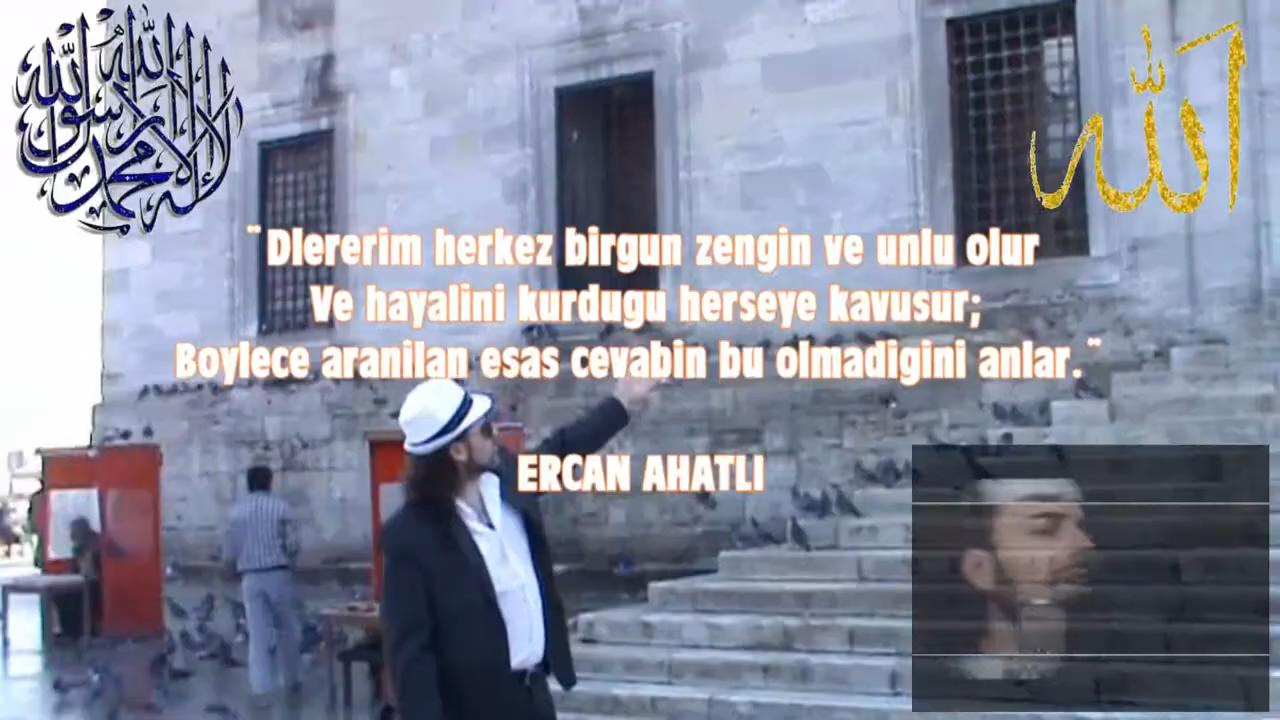 لا إله إلا الله محمد رسول الله
الله
¨Dlererim herkez birgun zengin ve unlu olur
Ve hayalini kurdugu herseye kavusur;
Boylece aranilan esas cevabin bu olmadigini anlar.¨
ERCAN AHATLI